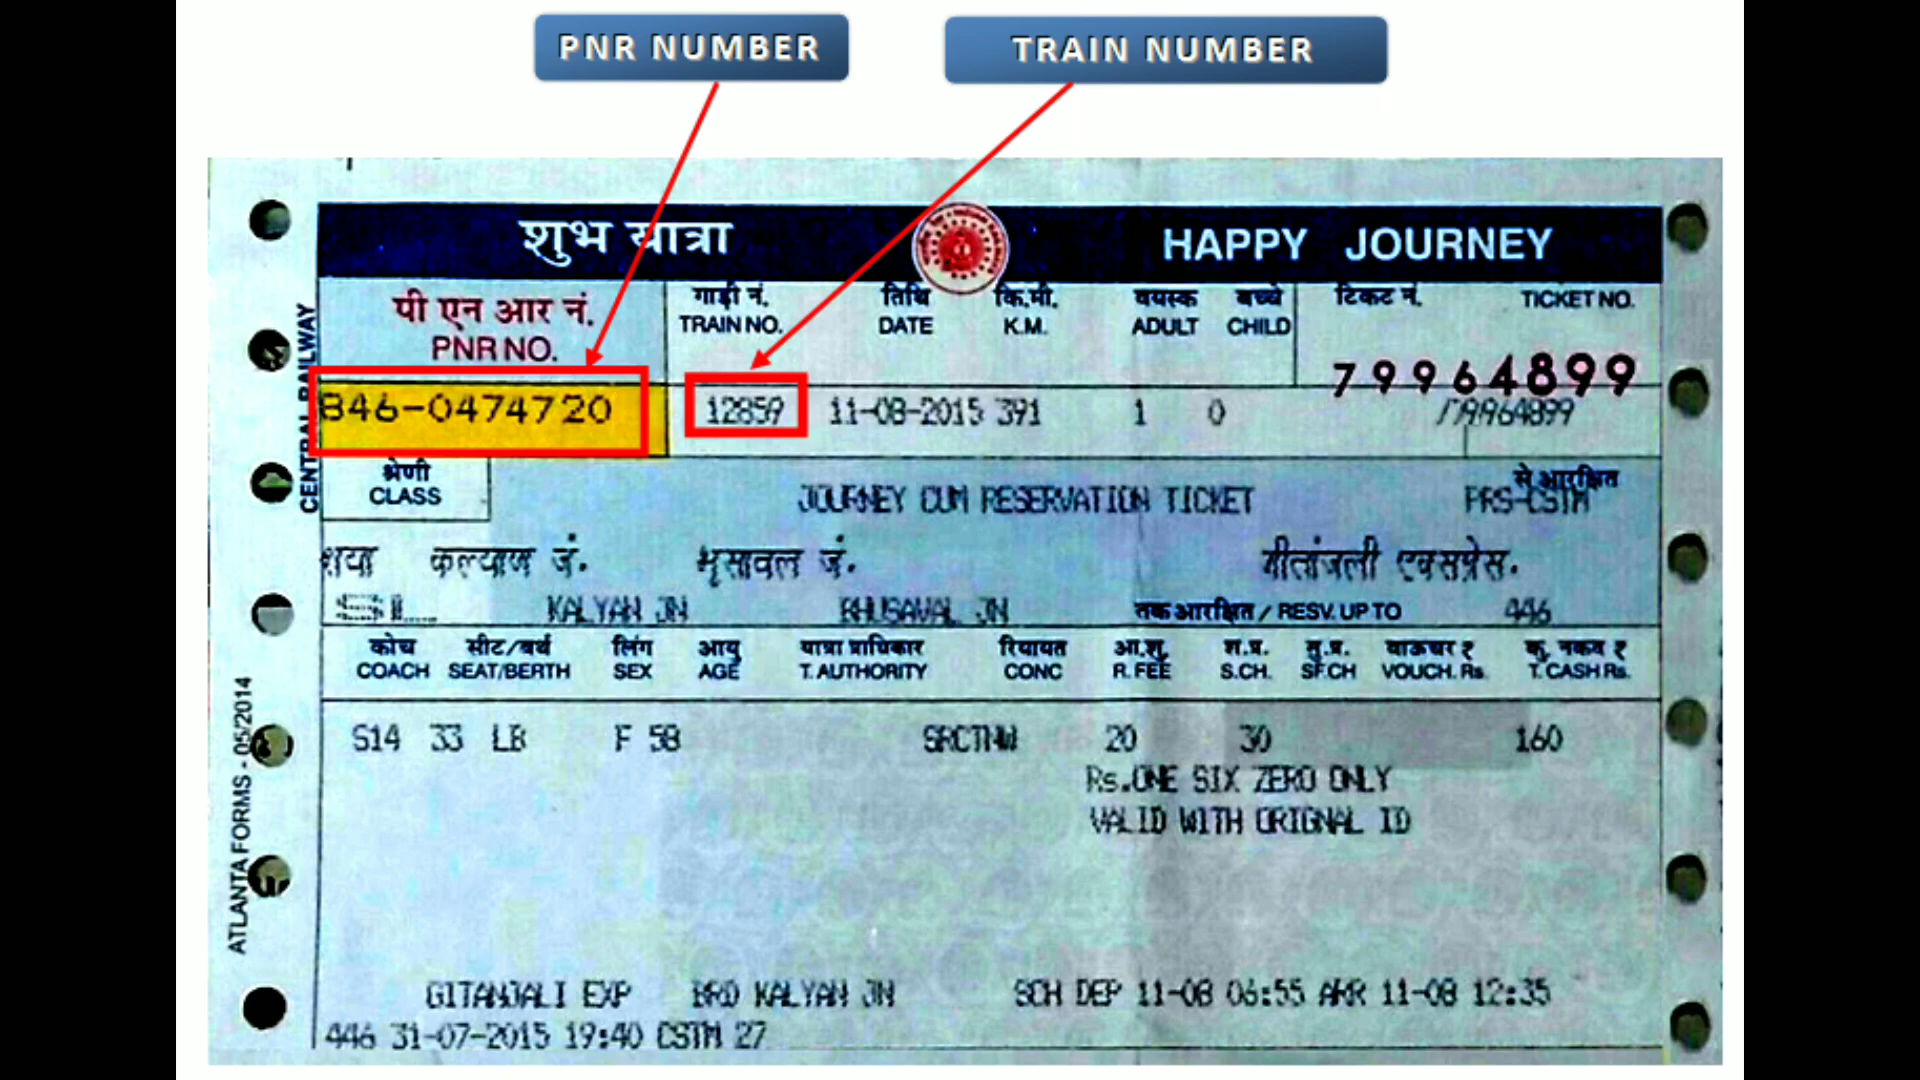 PNR NUMBER TRAIN NUMBER
शुभ यात्रा HAPPY JOURNEY
पी एन आर नं. गाड़ी नं. तिथि कि.मी. वयस्क बच्चे टिकट नं. TICKET NO.
PNR NO. TRAIN NO. DATE K.M. ADULT CHILD
79964899
846-0474720 12859 11-08-2015 391 1 0 79964899
श्रेणी से आरक्षित
CLASS JOURNEY CUM RESERVATION TICKET PRS-CSTM
शया कल्याण जं. भुसावल जं. गीतांजली एक्सप्रेस.
SL KALYAN JN BHUSAVAL JN तक आरक्षित / RESV. UP TO 446
कोच सीट/बर्थ लिंग आयु यात्रा प्राधिकार रियायत आ.शु. श.प्र. सु.प्र. वाऊचर ₹ कु. नकद ₹
COACH SEAT/BERTH SEX AGE T. AUTHORITY CONC R. FEE S.CH. SF.CH VOUCH. Rs. T. CASH Rs.
S14 33 LB F 58 SRCTNW 20 30 160
Rs.ONE SIX ZERO ONLY
VALID WITH ORIGNAL ID
GITANJALI EXP BRD KALYAN JN SCH DEP 11-08 06:55 ARR 11-08 12:35
446 31-07-2015 19:40 CSTM 27
CENTRAL RAILWAY
ATLANTA FORMS - 05/2014